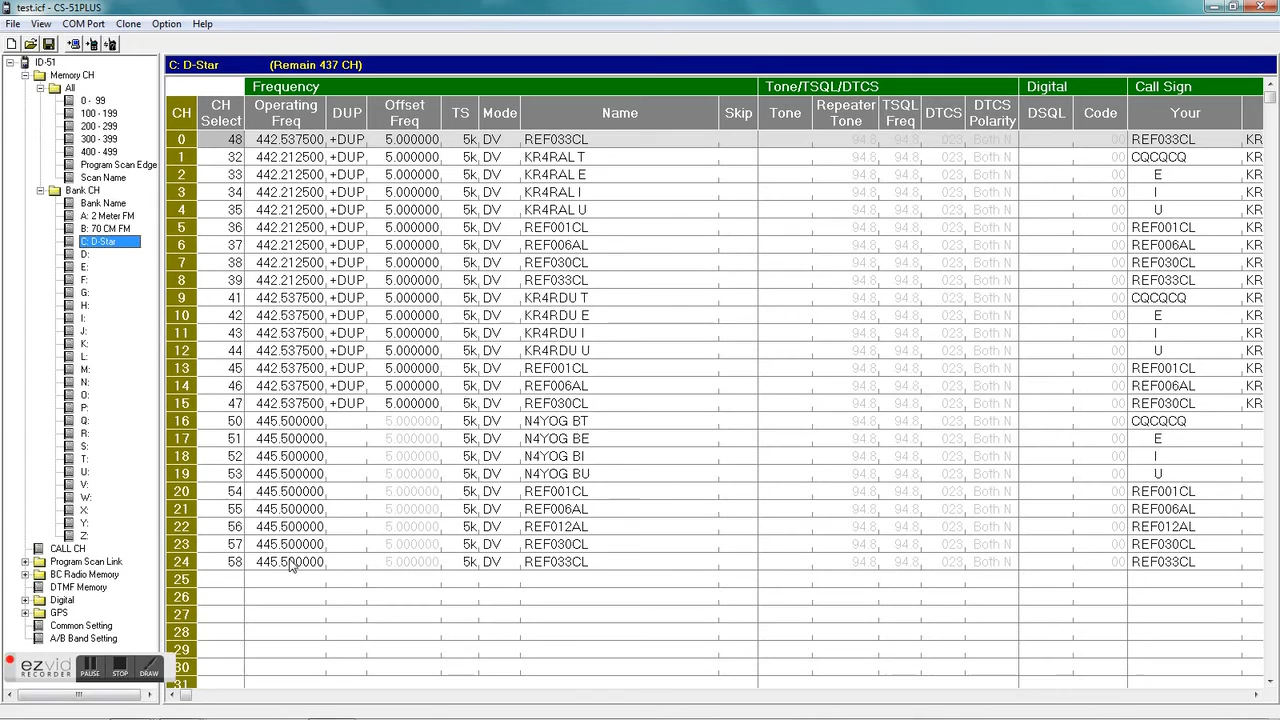 test.icf - CS-51PLUS
File View COM Port Clone Option Help
ID-51
Memory CH
All
0 - 99
100 - 199
200 - 299
300 - 399
400 - 499
Program Scan Edge
Scan Name
Bank CH
Bank Name
A: 2 Meter FM
B: 70 CM FM
C: D-Star
D:
E:
F:
G:
H:
I:
J:
K:
L:
M:
N:
O:
P:
Q:
R:
S:
T:
U:
V:
W:
X:
Y:
Z:
CALL CH
Program Scan Link
BC Radio Memory
DTMF Memory
Digital
GPS
Common Setting
A/B Band Setting
ezvid
RECORDER
PAUSE STOP DRAW
C: D-Star (Remain 437 CH)
Frequency Tone/TSQL/DTCS Digital Call Sign
CH CH Select Operating Freq DUP Offset Freq TS Mode Name Skip Tone Repeater Tone TSQL Freq DTCS DTCS Polarity DSQL Code Your
0 48 442.537500 +DUP 5.000000 5k DV REF033CL 94.8 94.8 023 Both N 00 REF033CL KR
1 32 442.212500 +DUP 5.000000 5k DV KR4RAL T 94.8 94.8 023 Both N 00 CQCQCQ KR
2 33 442.212500 +DUP 5.000000 5k DV KR4RAL E 94.8 94.8 023 Both N 00 E KR
3 34 442.212500 +DUP 5.000000 5k DV KR4RAL I 94.8 94.8 023 Both N 00 I KR
4 35 442.212500 +DUP 5.000000 5k DV KR4RAL U 94.8 94.8 023 Both N 00 U KR
5 36 442.212500 +DUP 5.000000 5k DV REF001CL 94.8 94.8 023 Both N 00 REF001CL KR
6 37 442.212500 +DUP 5.000000 5k DV REF006AL 94.8 94.8 023 Both N 00 REF006AL KR
7 38 442.212500 +DUP 5.000000 5k DV REF030CL 94.8 94.8 023 Both N 00 REF030CL KR
8 39 442.212500 +DUP 5.000000 5k DV REF033CL 94.8 94.8 023 Both N 00 REF033CL KR
9 41 442.537500 +DUP 5.000000 5k DV KR4RDU T 94.8 94.8 023 Both N 00 CQCQCQ KR
10 42 442.537500 +DUP 5.000000 5k DV KR4RDU E 94.8 94.8 023 Both N 00 E KR
11 43 442.537500 +DUP 5.000000 5k DV KR4RDU I 94.8 94.8 023 Both N 00 I KR
12 44 442.537500 +DUP 5.000000 5k DV KR4RDU U 94.8 94.8 023 Both N 00 U KR
13 45 442.537500 +DUP 5.000000 5k DV REF001CL 94.8 94.8 023 Both N 00 REF001CL KR
14 46 442.537500 +DUP 5.000000 5k DV REF006AL 94.8 94.8 023 Both N 00 REF006AL KR
15 47 442.537500 +DUP 5.000000 5k DV REF030CL 94.8 94.8 023 Both N 00 REF030CL KR
16 50 445.500000 5.000000 5k DV N4YOG BT 94.8 94.8 023 Both N 00 CQCQCQ
17 51 445.500000 5.000000 5k DV N4YOG BE 94.8 94.8 023 Both N 00 E
18 52 445.500000 5.000000 5k DV N4YOG BI 94.8 94.8 023 Both N 00 I
19 53 445.500000 5.000000 5k DV N4YOG BU 94.8 94.8 023 Both N 00 U
20 54 445.500000 5.000000 5k DV REF001CL 94.8 94.8 023 Both N 00 REF001CL
21 55 445.500000 5.000000 5k DV REF006AL 94.8 94.8 023 Both N 00 REF006AL
22 56 445.500000 5.000000 5k DV REF012AL 94.8 94.8 023 Both N 00 REF012AL
23 57 445.500000 5.000000 5k DV REF030CL 94.8 94.8 023 Both N 00 REF030CL
24 58 445.500000 5.000000 5k DV REF033CL 94.8 94.8 023 Both N 00 REF033CL
25
26
27
28
29
30
31